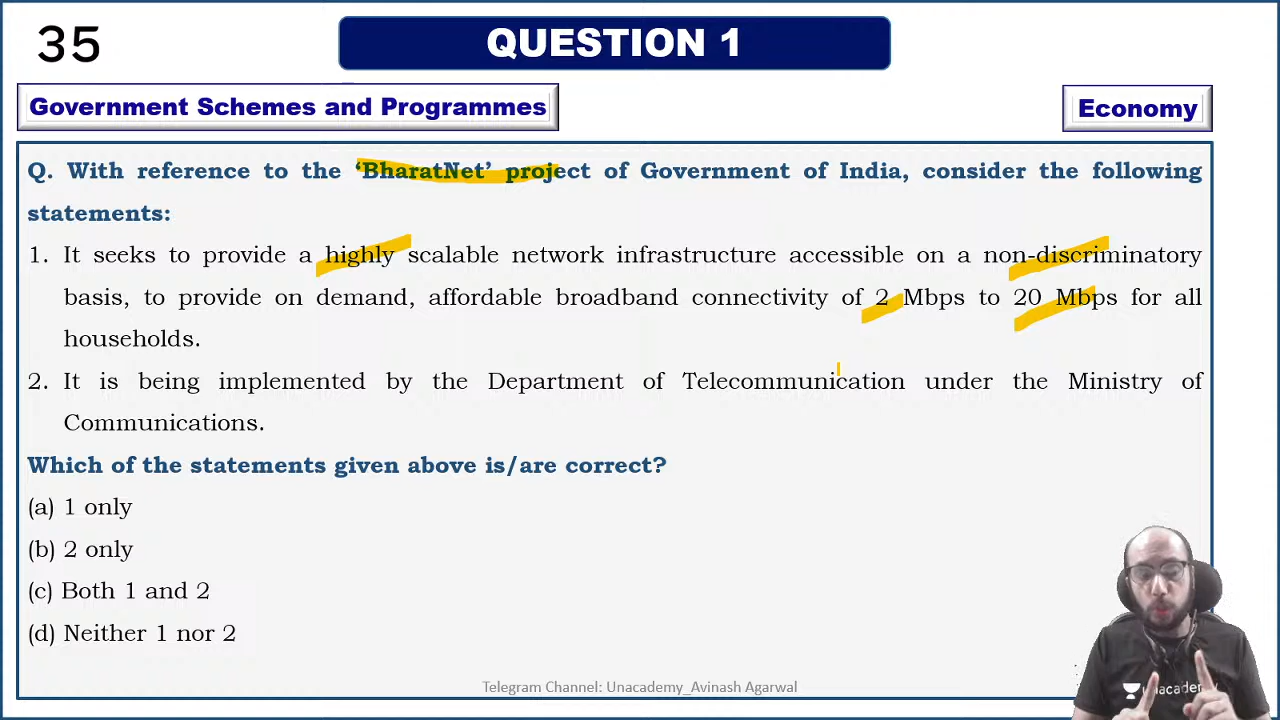 35
QUESTION 1
Government Schemes and Programmes
Economy
Q. With reference to the ‘BharatNet’ project of Government of India, consider the following
statements:
1. It seeks to provide a highly scalable network infrastructure accessible on a non-discriminatory
basis, to provide on demand, affordable broadband connectivity of 2 Mbps to 20 Mbps for all
households.
2. It is being implemented by the Department of Telecommunication under the Ministry of
Communications.
Which of the statements given above is/are correct?
(a) 1 only
(b) 2 only
(c) Both 1 and 2
(d) Neither 1 nor 2
Telegram Channel: Unacademy_Avinash Agarwal
unacademy